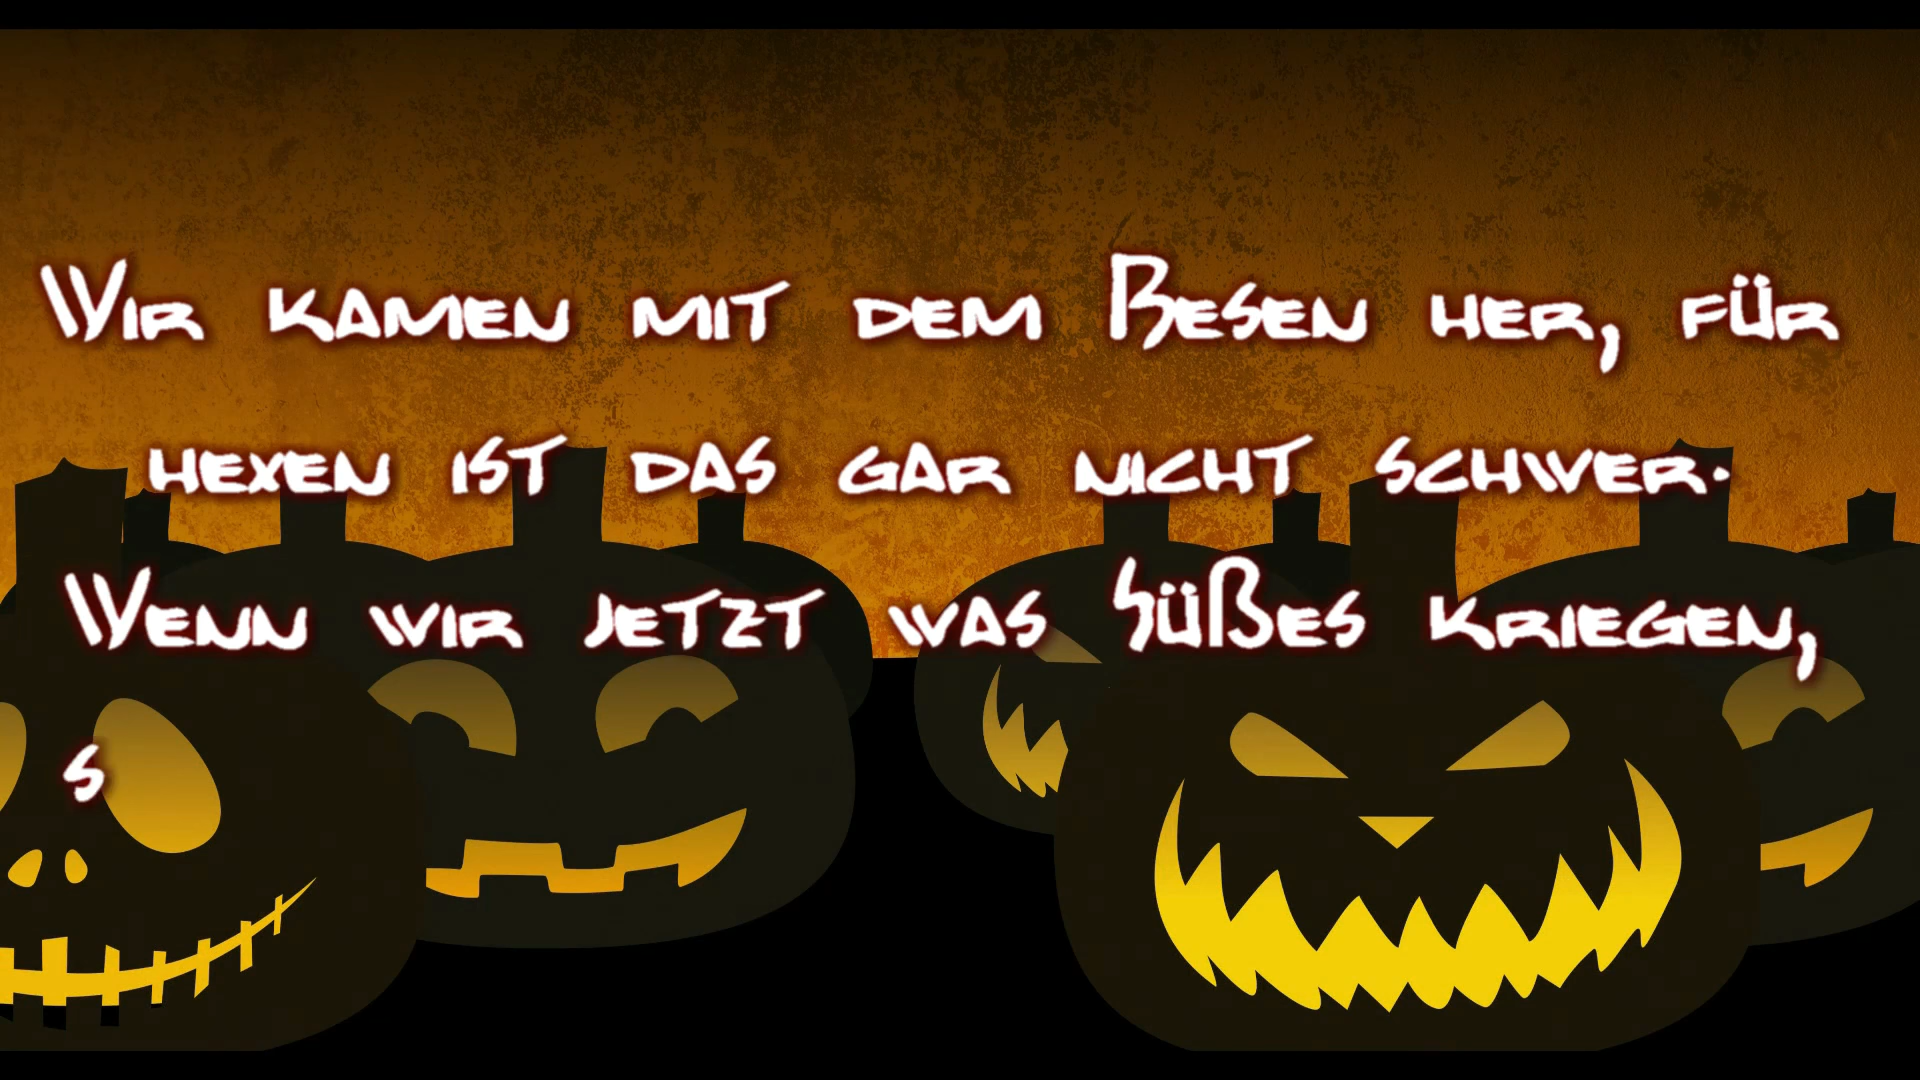 Wir kamen mit dem Besen her, für
hexen ist das gar nicht schwer.
Wenn wir jetzt was Süßes kriegen,
s